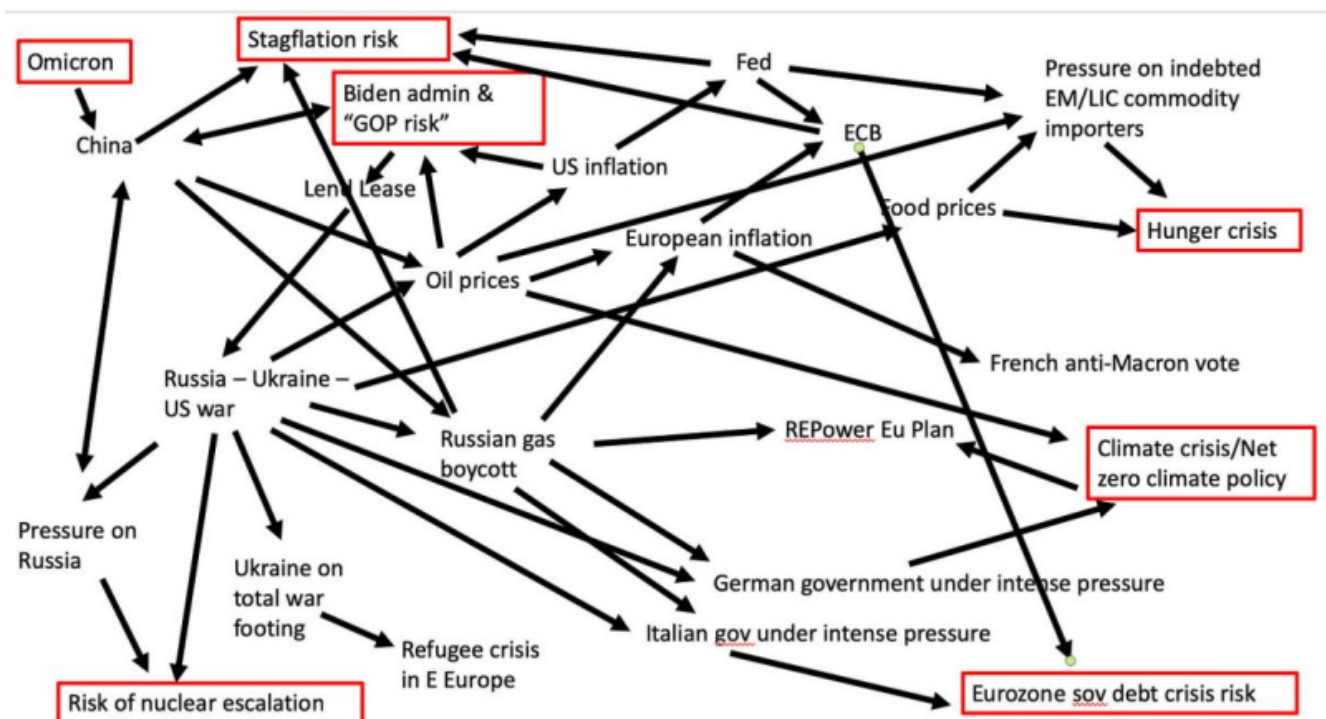 Omicron
Stagflation risk
Fed
Pressure on indebted
EM/LIC commodity
importers
Biden admin &
“GOP risk”
China
ECB
US inflation
Lend Lease
Food prices
Hunger crisis
European inflation
Oil prices
French anti-Macron vote
Russia – Ukraine –
US war
Russian gas
boycott
REPower Eu Plan
Climate crisis/Net
zero climate policy
Pressure on
Russia
Ukraine on
total war
footing
German government under intense pressure
Italian gov under intense pressure
Refugee crisis
in E Europe
Risk of nuclear escalation
Eurozone sov debt crisis risk